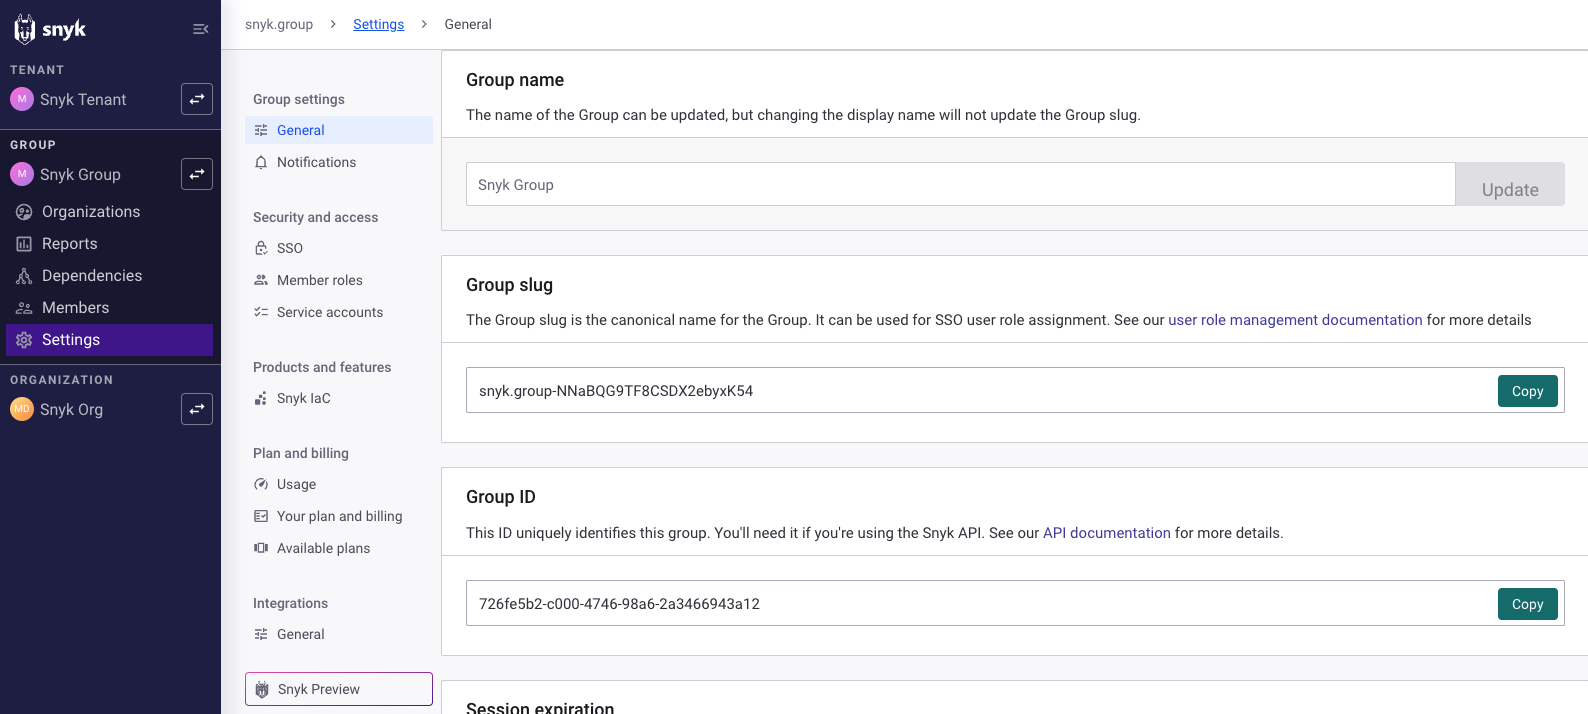 snyk
TENANT
M Snyk Tenant
GROUP
M Snyk Group
Organizations
Reports
Dependencies
Members
Settings
ORGANIZATION
MD Snyk Org
snyk.group > Settings > General
Group settings
General
Notifications
Security and access
SSO
Member roles
Service accounts
Products and features
Snyk IaC
Plan and billing
Usage
Your plan and billing
Available plans
Integrations
General
Snyk Preview
Group name
The name of the Group can be updated, but changing the display name will not update the Group slug.
Snyk Group Update
Group slug
The Group slug is the canonical name for the Group. It can be used for SSO user role assignment. See our user role management documentation for more details
snyk.group-NNaBQG9TF8CSDX2ebyxK54 Copy
Group ID
This ID uniquely identifies this group. You'll need it if you're using the Snyk API. See our API documentation for more details.
726fe5b2-c000-4746-98a6-2a3466943a12 Copy
Session expiration